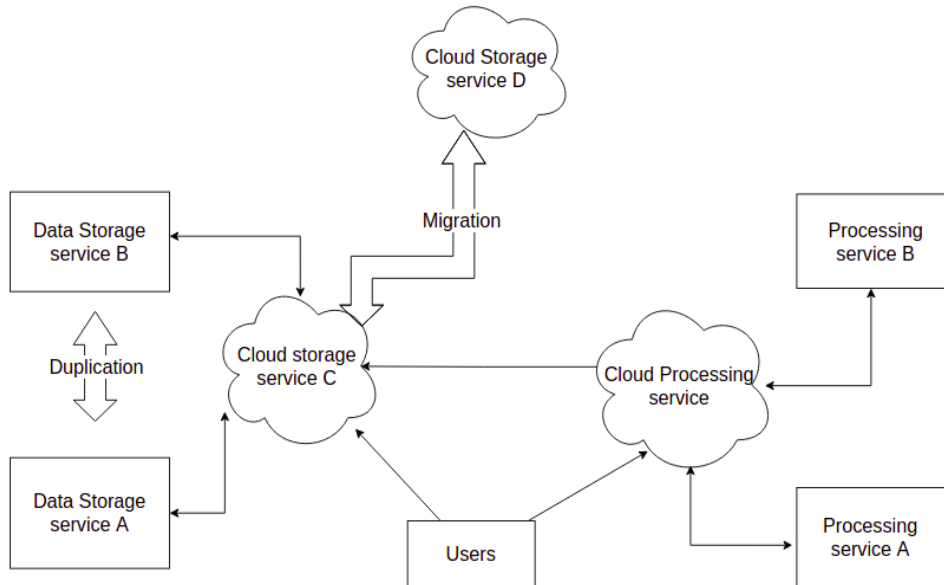 Cloud Storage
service D
Migration
Data Storage
service B
Processing
service B
Duplication
Cloud storage
service C
Cloud Processing
service
Data Storage
service A
Users
Processing
service A